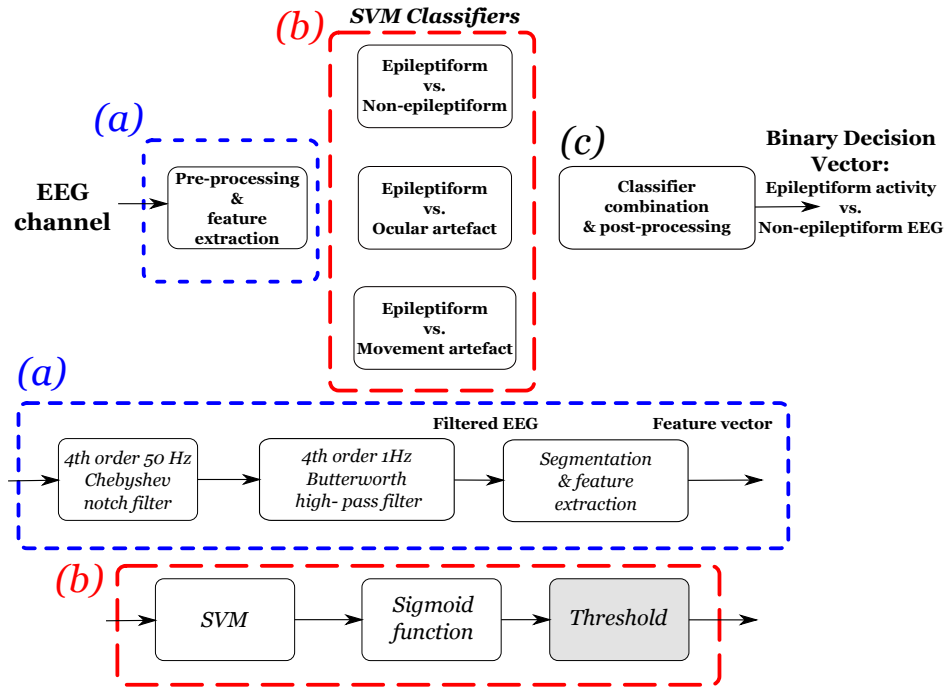 SVM Classifiers
(b)
Epileptiform
vs.
Non-epileptiform
(a)
EEG
channel
Pre-processing
&
feature
extraction
Epileptiform
vs.
Ocular artefact
Epileptiform
vs.
Movement artefact
(c)
Classifier
combination
& post-processing
Binary Decision
Vector:
Epileptiform activity
vs.
Non-epileptiform EEG
(a)
4th order 50 Hz
Chebyshev
notch filter
4th order 1Hz
Butterworth
high- pass filter
Filtered EEG
Segmentation
& feature
extraction
Feature vector
(b)
SVM
Sigmoid
function
Threshold